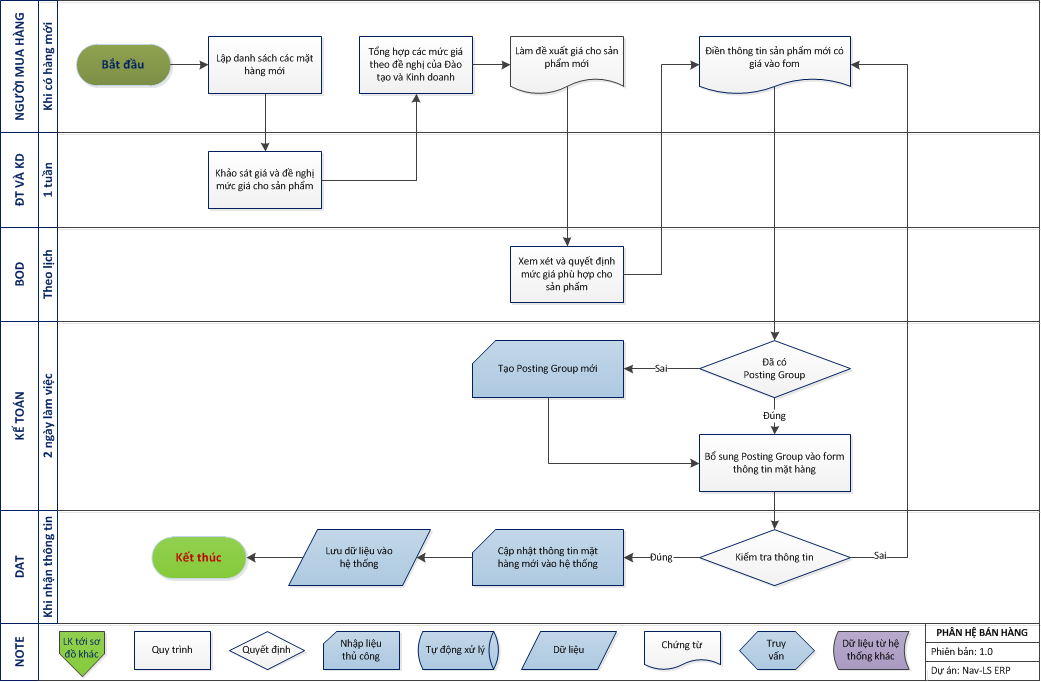 NGƯỜI MUA HÀNG
Khi có hàng mới
Bắt đầu
Lập danh sách các mặt
hàng mới
Tổng hợp các mức giá
theo đề nghị của Đào
tạo và Kinh doanh
Làm đề xuất giá cho sản
phẩm mới
Điền thông tin sản phẩm mới có
giá vào fom
ĐT VÀ KD
1 tuần
Khảo sát giá và đề nghị
mức giá cho sản phẩm
BOD
Theo lịch
Xem xét và quyết định
mức giá phù hợp cho
sản phẩm
KẾ TOÁN
2 ngày làm việc
Tạo Posting Group mới
Sai
Đã có
Posting Group
Đúng
Bổ sung Posting Group vào form
thông tin mặt hàng
DAT
Khi nhận thông tin
Kết thúc
Lưu dữ liệu vào
hệ thống
Cập nhật thông tin mặt
hàng mới vào hệ thống
Đúng
Kiểm tra thông tin
Sai
NOTE
LK tới sơ
đồ khác
Quy trình
Quyết định
Nhập liệu
thủ công
Tự động xử lý
Dữ liệu
Chứng từ
Truy
vấn
Dữ liệu từ hệ
thống khác
PHÂN HỆ BÁN HÀNG
Phiên bản: 1.0
Dự án: Nav-LS ERP